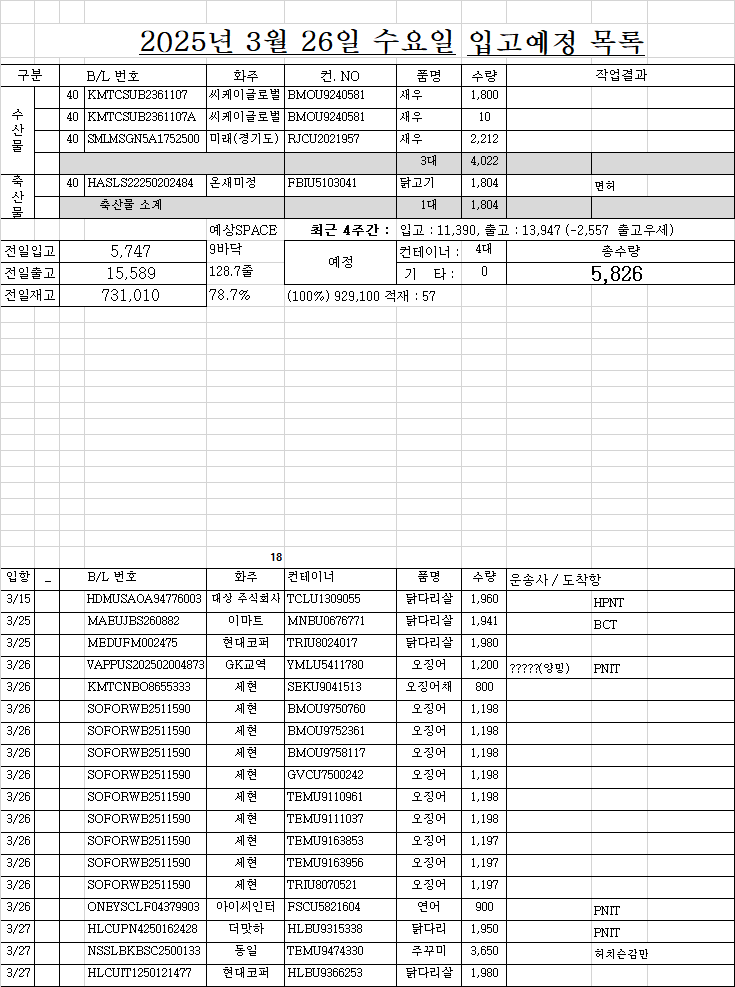 2025년 3월 26일 수요일 입고예정 목록
구분 B/L 번호 화주 컨. NO 품명 수량 작업결과
수산물
40 KMTCSUB2361107 씨케이글로벌 BMOU9240581 새우 1,800
40 KMTCSUB2361107A 씨케이글로벌 BMOU9240581 새우 10
40 SMLMSGN5A1752500 미래(경기도) RJCU2021957 새우 2,212
3대 4,022
축산물
40 HASLS22250202484 온새미정 FBIU5103041 닭고기 1,804 면허
축산물 소계 1대 1,804
예상SPACE 최근 4주간 : 입고 : 11,390, 출고 : 13,947 (-2,557 출고우세)
전일입고 5,747 9바닥 예정 컨테이너 : 4대 총수량
전일출고 15,589 128.7줄 기 타 : 0 5,826
전일재고 731,010 78.7% (100%) 929,100 적재 : 57
18
입항 _ B/L 번호 화주 컨테이너 품명 수량 운송사 / 도착항
3/15 HDMUSAOA94776003 대상 주식회사 TCLU1309055 닭다리살 1,960 HPNT
3/25 MAEUJBS260882 이마트 MNBU0676771 닭다리살 1,941 BCT
3/25 MEDUFM002475 현대코퍼 TRIU8024017 닭다리살 1,980
3/26 VAPPUS202502004873 GK교역 YMLU5411780 오징어 1,200 ?????(양밍) PNIT
3/26 KMTCNBO8655333 세현 SEKU9041513 오징어채 800
3/26 SOFORWB2511590 세현 BMOU9750760 오징어 1,198
3/26 SOFORWB2511590 세현 BMOU9752361 오징어 1,198
3/26 SOFORWB2511590 세현 BMOU9758117 오징어 1,198
3/26 SOFORWB2511590 세현 GVCU7500242 오징어 1,198
3/26 SOFORWB2511590 세현 TEMU9110961 오징어 1,198
3/26 SOFORWB2511590 세현 TEMU9111037 오징어 1,198
3/26 SOFORWB2511590 세현 TEMU9163853 오징어 1,197
3/26 SOFORWB2511590 세현 TEMU9163956 오징어 1,197
3/26 SOFORWB2511590 세현 TRIU8070521 오징어 1,197
3/26 ONEYSCLF04379903 아이씨인터 FSCU5821604 연어 900 PNIT
3/27 HLCUPN4250162428 더맛하 HLBU9315338 닭다리 1,950 PNIT
3/27 NSSLBKBSC2500133 동일 TEMU9474330 주꾸미 3,650 허치슨감만
3/27 HLCUIT1250121477 현대코퍼 HLBU9366253 닭다리살 1,980